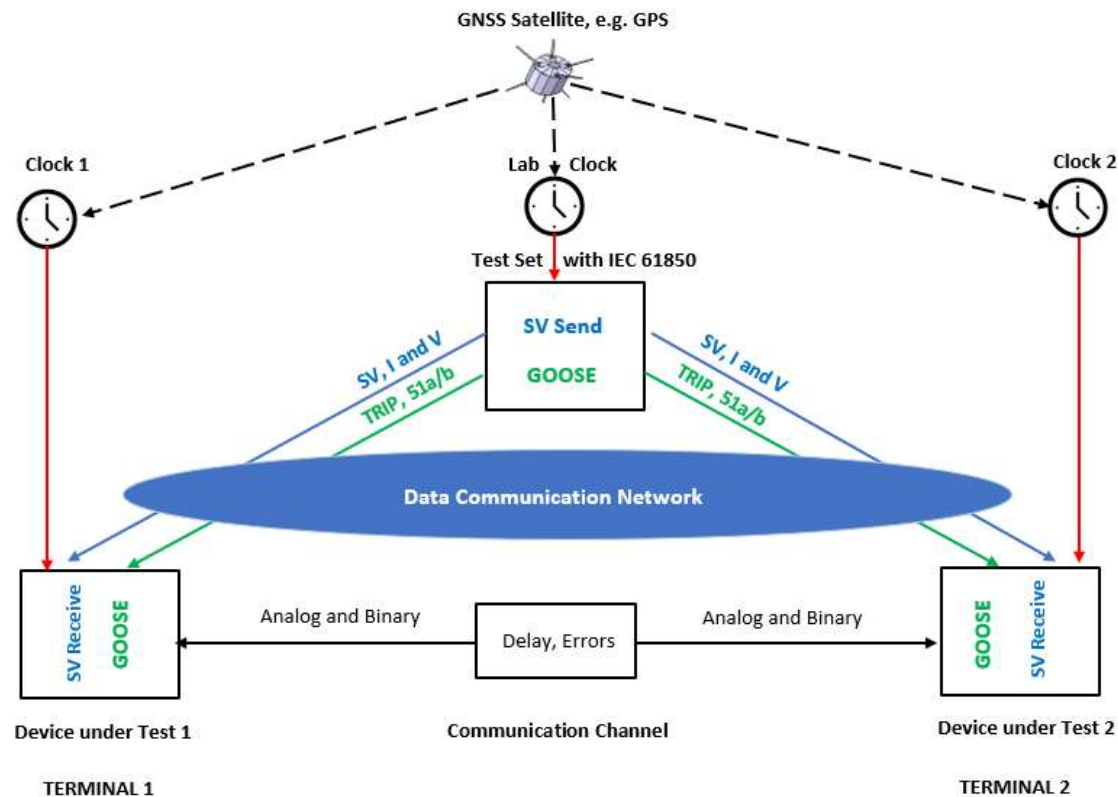 GNSS Satellite, e.g. GPS
Clock 1
Lab Clock
Clock 2
Test Set with IEC 61850
SV Send
GOOSE
SV, I and V
TRIP, 51a/b
SV, I and V
TRIP, 51a/b
Data Communication Network
SV Receive
GOOSE
Analog and Binary
Delay, Errors
Analog and Binary
GOOSE
SV Receive
Device under Test 1
Communication Channel
Device under Test 2
TERMINAL 1
TERMINAL 2